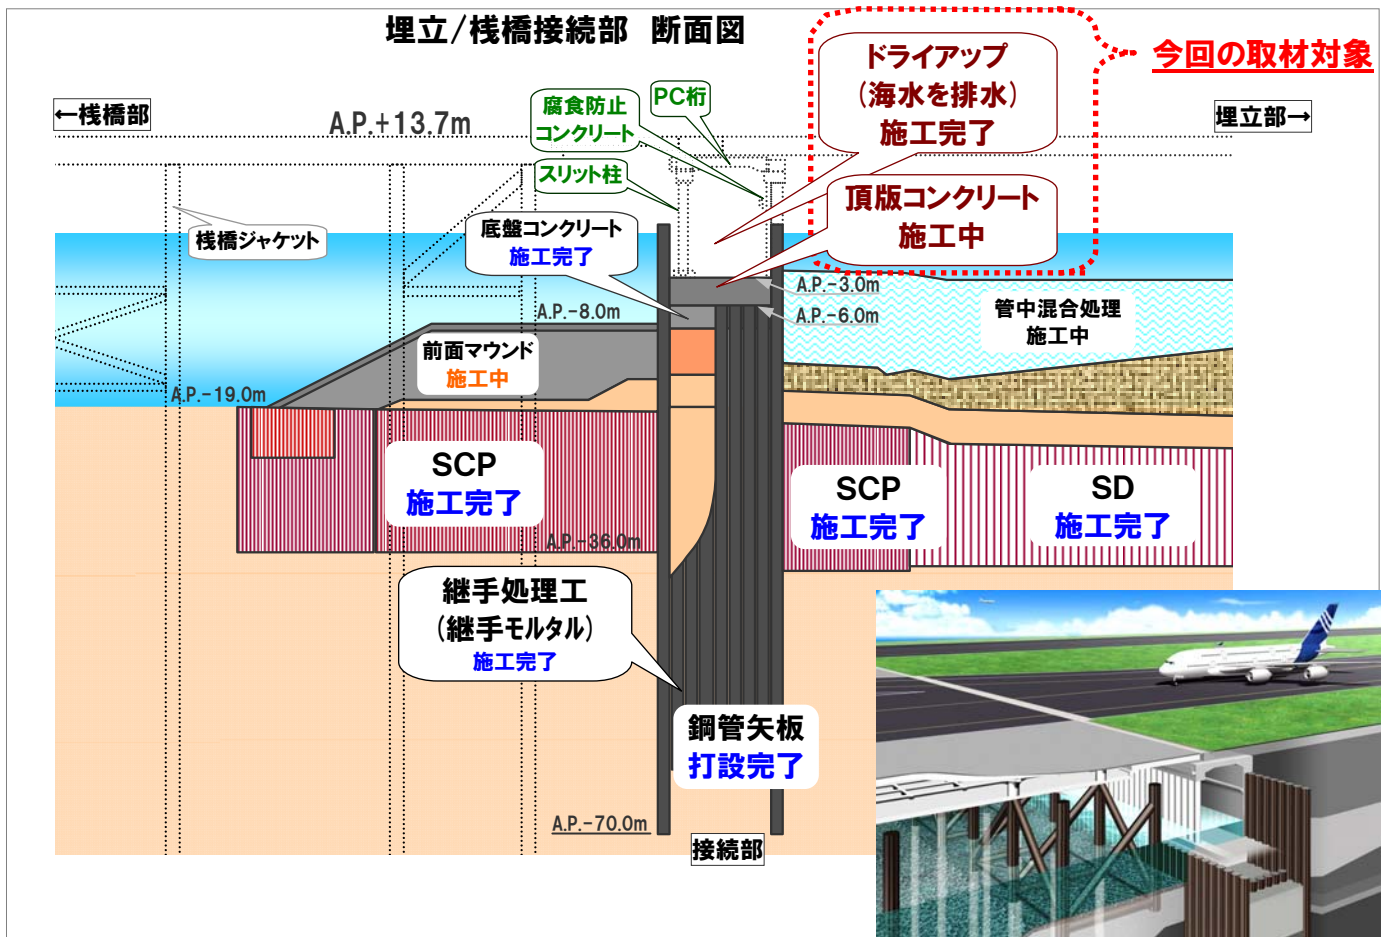 埋立/桟橋接続部 断面図
今回の取材対象
ドライアップ
(海水を排水)
施工完了
←桟橋部
A.P.+13.7m
腐食防止
コンクリート
PC桁
埋立部→
スリット柱
頂版コンクリート
施工中
桟橋ジャケット
底盤コンクリート
施工完了
A.P.-3.0m
A.P.-6.0m
A.P.-8.0m
管中混合処理
施工中
前面マウンド
施工中
A.P.-19.0m
SCP
施工完了
SCP
施工完了
SD
施工完了
A.P.-36.0m
継手処理工
(継手モルタル)
施工完了
鋼管矢板
打設完了
A.P.-70.0m
接続部